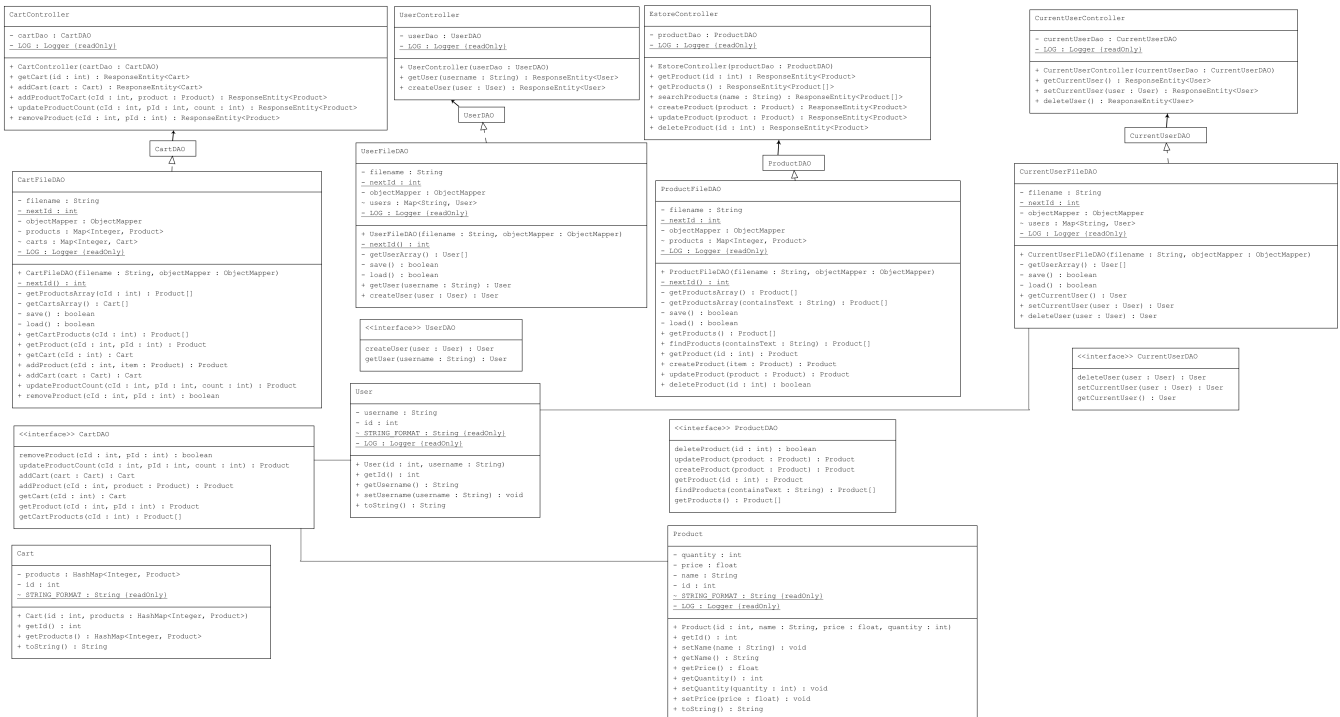 CartController
- cartDao : CartDAO
- LOG : Logger {readOnly}
+ CartController(cartDao : CartDAO)
+ getCart(id : int) : ResponseEntity<Cart>
+ addCart(cart : Cart) : ResponseEntity<Cart>
+ addProductToCart(cId : int, product : Product) : ResponseEntity<Product>
+ updateProductCount(cId : int, pId : int, count : int) : ResponseEntity<Product>
+ removeProduct(cId : int, pId : int) : ResponseEntity<Product>
UserController
- userDao : UserDAO
- LOG : Logger {readOnly}
+ UserController(userDao : UserDAO)
+ getUser(username : String) : ResponseEntity<User>
+ createUser(user : User) : ResponseEntity<User>
EstoreController
- productDao : ProductDAO
- LOG : Logger {readOnly}
+ EstoreController(productDao : ProductDAO)
+ getProduct(id : int) : ResponseEntity<Product>
+ getProducts() : ResponseEntity<Product[]>
+ searchProducts(name : String) : ResponseEntity<Product[]>
+ createProduct(product : Product) : ResponseEntity<Product>
+ updateProduct(product : Product) : ResponseEntity<Product>
+ deleteProduct(id : int) : ResponseEntity<Product>
CurrentUserController
- currentUserDao : CurrentUserDAO
- LOG : Logger {readOnly}
+ CurrentUserController(currentUserDao : CurrentUserDAO)
+ getCurrentUser() : ResponseEntity<User>
+ setCurrentUser(user : User) : ResponseEntity<User>
+ deleteUser() : ResponseEntity<User>
CartDAO
UserDAO
ProductDAO
CurrentUserDAO
CartFileDAO
- filename : String
- nextId : int
- objectMapper : ObjectMapper
- products : Map<Integer, Product>
- carts : Map<Integer, Cart>
- LOG : Logger {readOnly}
+ CartFileDAO(filename : String, objectMapper : ObjectMapper)
- nextId() : int
- getProductsArray(cId : int) : Product[]
- getCartsArray() : Cart[]
- save() : boolean
- load() : boolean
+ getCartProducts(cId : int) : Product[]
+ getProduct(cId : int, pId : int) : Product
+ getCart(cId : int) : Cart
+ addProduct(cId : int, item : Product) : Product
+ addCart(cart : Cart) : Cart
+ updateProductCount(cId : int, pId : int, count : int) : Product
+ removeProduct(cId : int, pId : int) : boolean
UserFileDAO
- filename : String
- nextId : int
- objectMapper : ObjectMapper
- users : Map<String, User>
- LOG : Logger {readOnly}
+ UserFileDAO(filename : String, objectMapper : ObjectMapper)
- nextId() : int
- getUserArray() : User[]
- save() : boolean
- load() : boolean
+ getUser(username : String) : User
+ createUser(user : User) : User
ProductFileDAO
- filename : String
- nextId : int
- objectMapper : ObjectMapper
- products : Map<Integer, Product>
- LOG : Logger {readOnly}
+ ProductFileDAO(filename : String, objectMapper : ObjectMapper)
- nextId() : int
- getProductsArray() : Product[]
- getProductsArray(containsText : String) : Product[]
- save() : boolean
- load() : boolean
+ getProducts() : Product[]
+ findProducts(containsText : String) : Product[]
+ getProduct(id : int) : Product
+ createProduct(item : Product) : Product
+ updateProduct(product : Product) : Product
+ deleteProduct(id : int) : boolean
CurrentUserFileDAO
- filename : String
- nextId : int
- objectMapper : ObjectMapper
- users : Map<String, User>
- LOG : Logger {readOnly}
+ CurrentUserFileDAO(filename : String, objectMapper : ObjectMapper)
- getUserArray() : User[]
- save() : boolean
- load() : boolean
+ getCurrentUser() : User
+ setCurrentUser(user : User) : User
+ deleteUser(user : User) : User
<<interface>> UserDAO
createUser(user : User) : User
getUser(username : String) : User
<<interface>> CurrentUserDAO
deleteUser(user : User) : User
setCurrentUser(user : User) : User
getCurrentUser() : User
User
- username : String
- id : int
- STRING_FORMAT : String {readOnly}
- LOG : Logger {readOnly}
+ User(id : int, username : String)
+ getId() : int
+ getUsername() : String
+ setUsername(username : String) : void
+ toString() : String
<<interface>> CartDAO
removeProduct(cId : int, pId : int) : boolean
updateProductCount(cId : int, pId : int, count : int) : Product
addCart(cart : Cart) : Cart
addProduct(cId : int, product : Product) : Product
getCart(cId : int) : Cart
getProduct(cId : int, pId : int) : Product
getCartProducts(cId : int) : Product[]
<<interface>> ProductDAO
deleteProduct(id : int) : boolean
updateProduct(product : Product) : Product
createProduct(product : Product) : Product
getProduct(id : int) : Product
findProducts(containsText : String) : Product[]
getProducts() : Product[]
Cart
- products : HashMap<Integer, Product>
- id : int
- STRING_FORMAT : String {readOnly}
+ Cart(id : int, products : HashMap<Integer, Product>)
+ getId() : int
+ getProducts() : HashMap<Integer, Product>
+ toString() : String
Product
- quantity : int
- price : float
- name : String
- id : int
- STRING_FORMAT : String {readOnly}
- LOG : Logger {readOnly}
+ Product(id : int, name : String, price : float, quantity : int)
+ getId() : int
+ setName(name : String) : void
+ getName() : String
+ getPrice() : float
+ getQuantity() : int
+ setQuantity(quantity : int) : void
+ setPrice(price : float) : void
+ toString() : String